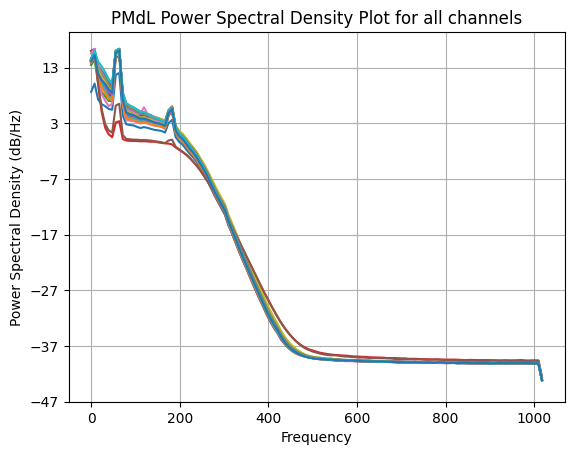 PMdL Power Spectral Density Plot for all channels
Power Spectral Density (dB/Hz)
13
3
−7
−17
−27
−37
−47
0 200 400 600 800 1000
Frequency